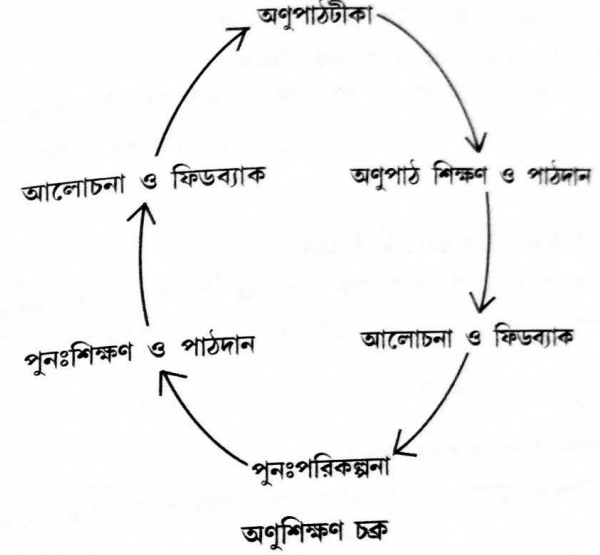 অণুপাঠটীকা
আলোচনা ও ফিডব্যাক
অণুপাঠ শিক্ষণ ও পাঠদান
পুনঃশিক্ষণ ও পাঠদান
আলোচনা ও ফিডব্যাক
পুনঃপরিকল্পনা
অণুশিক্ষণ চক্র